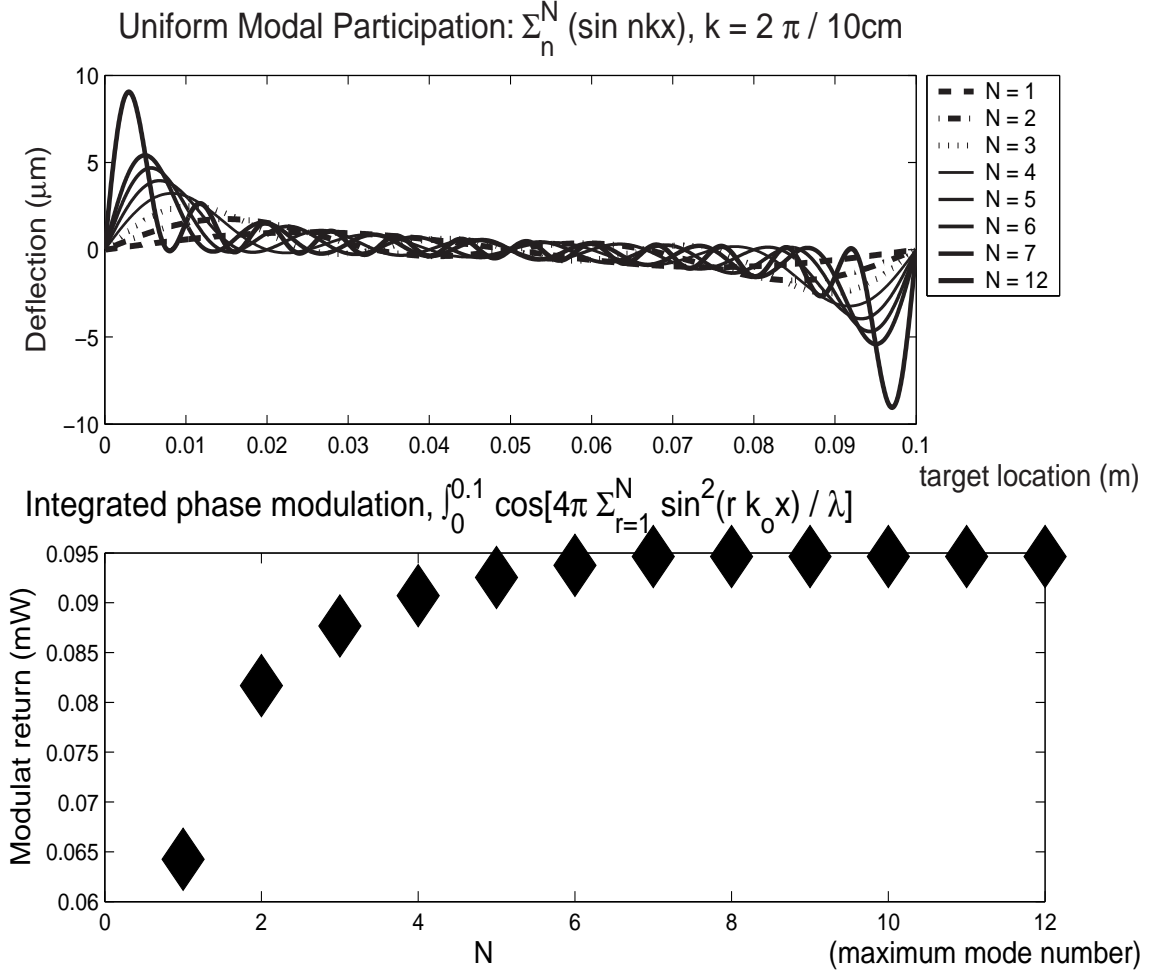 Uniform Modal Participation: Σ_n^N (sin nkx), k = 2 π / 10cm
Deflection (μm)
10
5
0
−5
−10
0 0.01 0.02 0.03 0.04 0.05 0.06 0.07 0.08 0.09 0.1
target location (m)
N = 1
N = 2
N = 3
N = 4
N = 5
N = 6
N = 7
N = 12
Integrated phase modulation, ∫_0^0.1 cos[4π Σ_{r=1}^N sin^2(r k_o x) / λ]
Modulat return (mW)
0.095
0.09
0.085
0.08
0.075
0.07
0.065
0.06
0 2 4 6 8 10 12
N
(maximum mode number)